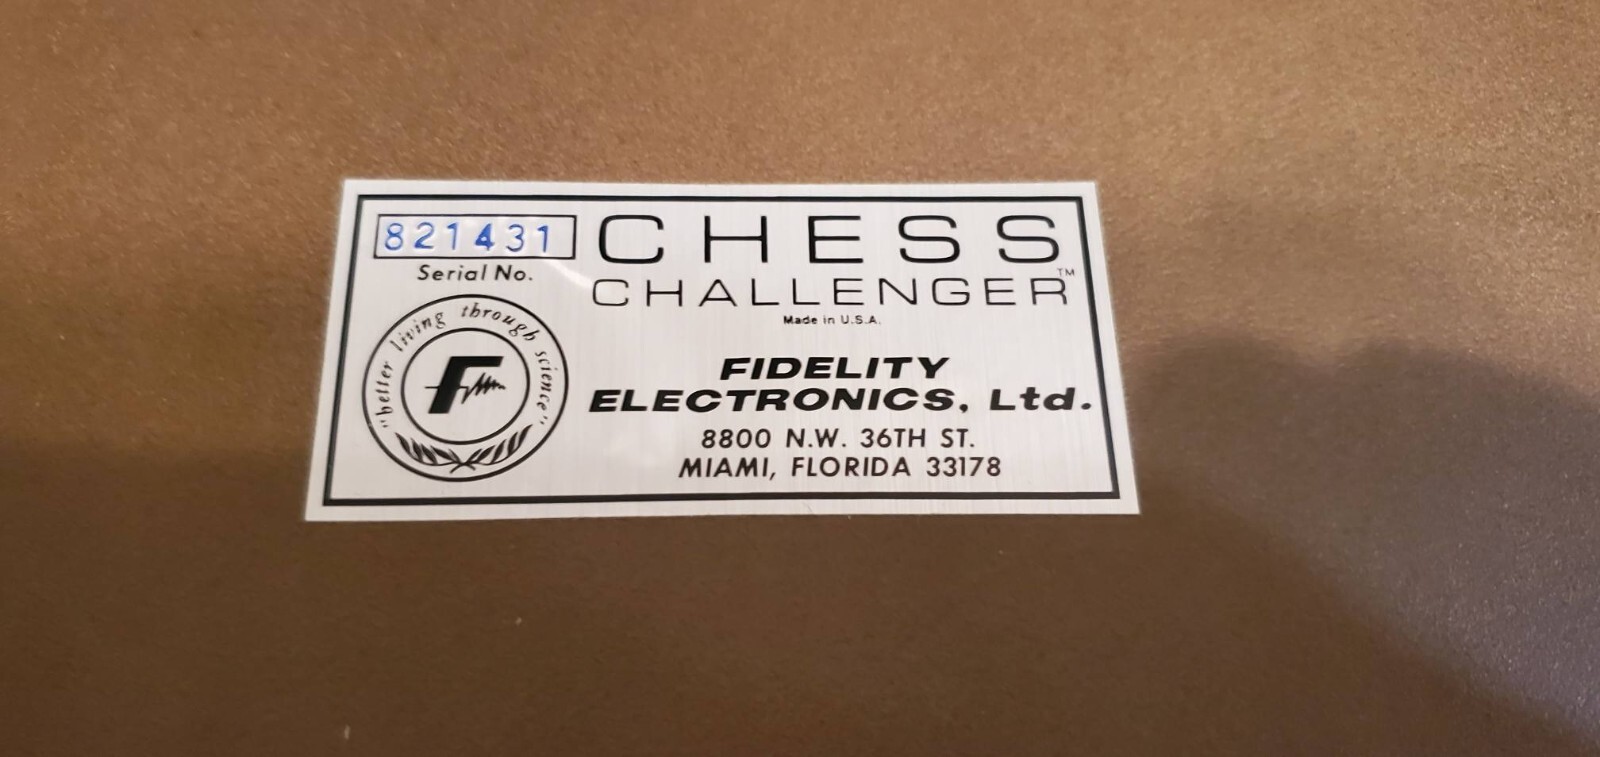 821431
Serial No.
"better living through science"
F
CHESS
CHALLENGER™
Made in U.S.A.
FIDELITY
ELECTRONICS, Ltd.
8800 N.W. 36TH ST.
MIAMI, FLORIDA 33178